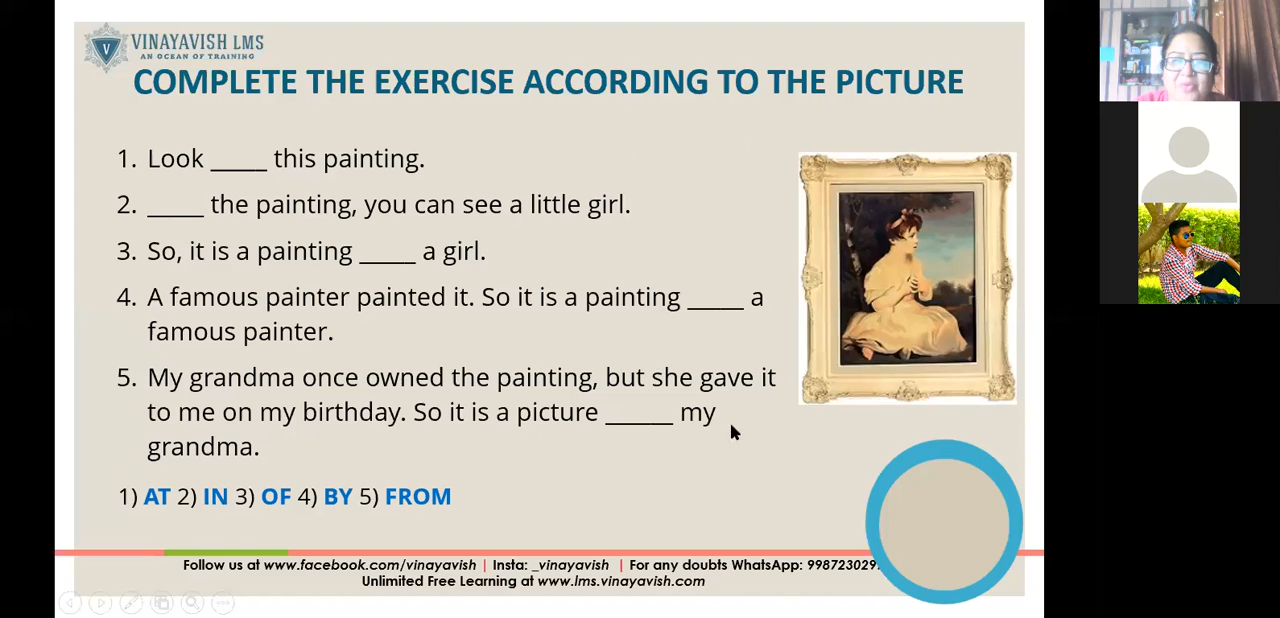 VINAYAVISH LMS
AN OCEAN OF TRAINING
COMPLETE THE EXERCISE ACCORDING TO THE PICTURE
1. Look ____ this painting.
2. ____ the painting, you can see a little girl.
3. So, it is a painting ____ a girl.
4. A famous painter painted it. So it is a painting ____ a
famous painter.
5. My grandma once owned the painting, but she gave it
to me on my birthday. So it is a picture _____ my
grandma.
1) AT 2) IN 3) OF 4) BY 5) FROM
Follow us at www.facebook.com/vinayavish | Insta: _vinayavish | For any doubts WhatsApp:
Unlimited Free Learning at www.lms.vinayavish.com